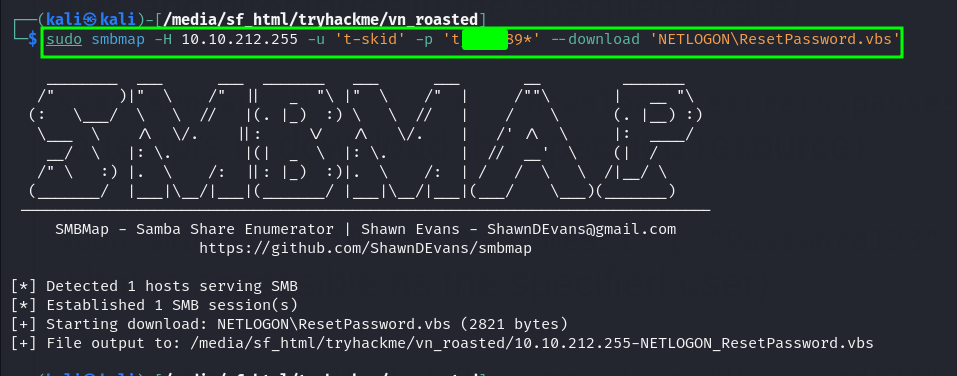 (kali㉿kali)-[/media/sf_html/tryhackme/vn_roasted]
$ sudo smbmap -H 10.10.212.255 -u 't-skid' -p 't 89*' --download 'NETLOGON\ResetPassword.vbs'
SMBMAP
SMBMap - Samba Share Enumerator | Shawn Evans - ShawnDEvans@gmail.com
https://github.com/ShawnDEvans/smbmap
[*] Detected 1 hosts serving SMB
[*] Established 1 SMB session(s)
[+] Starting download: NETLOGON\ResetPassword.vbs (2821 bytes)
[+] File output to: /media/sf_html/tryhackme/vn_roasted/10.10.212.255-NETLOGON_ResetPassword.vbs